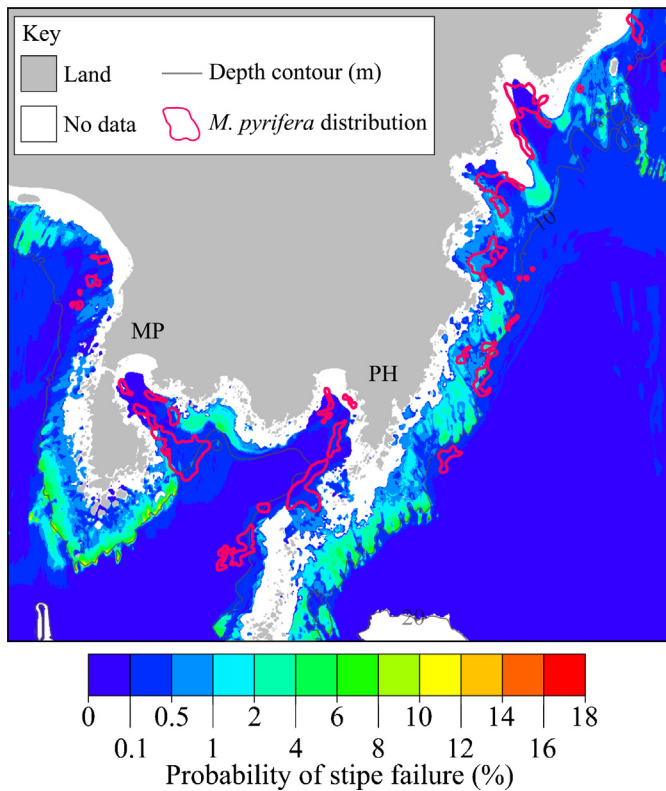 Key
Land
Depth contour (m)
No data
M. pyrifera distribution
10
MP
PH
20
0 0.5 2 6 10 14 18
0.1 1 4 8 12 16
Probability of stipe failure (%)